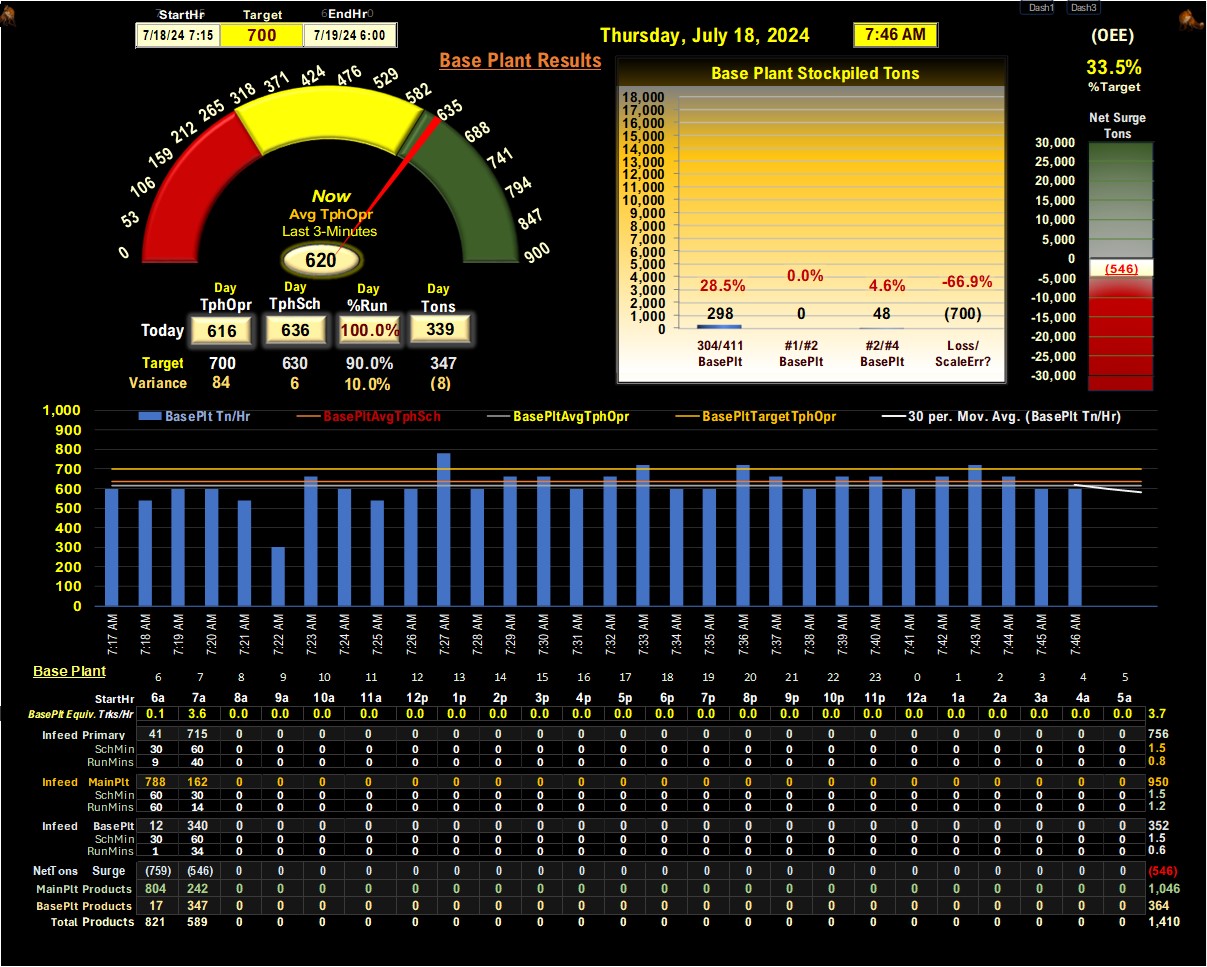 Dash1 Dash3
StartHr Target EndHr
7/18/24 7:15 700 7/19/24 6:00
Thursday, July 18, 2024 7:46 AM
(OEE)
33.5%
%Target
Base Plant Results
0 53 106 159 212 265 318 371 424 476 529 582 635 688 741 794 847 900
Now
Avg TphOpr
Last 3-Minutes
620
Day Day Day Day
TphOpr TphSch %Run Tons
Today 616 636 100.0% 339
Target 700 630 90.0% 347
Variance 84 6 10.0% (8)
Base Plant Stockpiled Tons
18,000
17,000
16,000
15,000
14,000
13,000
12,000
11,000
10,000
9,000
8,000
7,000
6,000
5,000
4,000
3,000
2,000
1,000
0
28.5% 0.0% 4.6% -66.9%
298 0 48 (700)
304/411 #1/#2 #2/#4 Loss/
BasePlt BasePlt BasePlt ScaleErr?
Net Surge
Tons
30,000
25,000
20,000
15,000
10,000
5,000
0
-5,000
-10,000
-15,000
-20,000
-25,000
-30,000
(546)
BasePlt Tn/Hr BasePltAvgTphSch BasePltAvgTphOpr BasePltTargetTphOpr 30 per. Mov. Avg. (BasePlt Tn/Hr)
1,000
900
800
700
600
500
400
300
200
100
0
7:17 AM 7:18 AM 7:19 AM 7:20 AM 7:21 AM 7:22 AM 7:23 AM 7:24 AM 7:25 AM 7:26 AM 7:27 AM 7:28 AM 7:29 AM 7:30 AM 7:31 AM 7:32 AM 7:33 AM 7:34 AM 7:35 AM 7:36 AM 7:37 AM 7:38 AM 7:39 AM 7:40 AM 7:41 AM 7:42 AM 7:43 AM 7:44 AM 7:45 AM 7:46 AM
Base Plant 6 7 8 9 10 11 12 13 14 15 16 17 18 19 20 21 22 23 0 1 2 3 4 5
StartHr 6a 7a 8a 9a 10a 11a 12p 1p 2p 3p 4p 5p 6p 7p 8p 9p 10p 11p 12a 1a 2a 3a 4a 5a
BasePlt Equiv. Trks/Hr 0.1 3.6 0.0 0.0 0.0 0.0 0.0 0.0 0.0 0.0 0.0 0.0 0.0 0.0 0.0 0.0 0.0 0.0 0.0 0.0 0.0 0.0 0.0 0.0 3.7
Infeed Primary 41 715 0 0 0 0 0 0 0 0 0 0 0 0 0 0 0 0 0 0 0 0 0 0 756
SchMin 30 60 0 0 0 0 0 0 0 0 0 0 0 0 0 0 0 0 0 0 0 0 0 0 1.5
RunMins 9 40 0 0 0 0 0 0 0 0 0 0 0 0 0 0 0 0 0 0 0 0 0 0 0.8
Infeed MainPlt 788 162 0 0 0 0 0 0 0 0 0 0 0 0 0 0 0 0 0 0 0 0 0 0 950
SchMin 60 30 0 0 0 0 0 0 0 0 0 0 0 0 0 0 0 0 0 0 0 0 0 0 1.5
RunMins 60 14 0 0 0 0 0 0 0 0 0 0 0 0 0 0 0 0 0 0 0 0 0 0 1.2
Infeed BasePlt 12 340 0 0 0 0 0 0 0 0 0 0 0 0 0 0 0 0 0 0 0 0 0 0 352
SchMin 30 60 0 0 0 0 0 0 0 0 0 0 0 0 0 0 0 0 0 0 0 0 0 0 1.5
RunMins 1 34 0 0 0 0 0 0 0 0 0 0 0 0 0 0 0 0 0 0 0 0 0 0 0.6
NetTons Surge (759) (546) 0 0 0 0 0 0 0 0 0 0 0 0 0 0 0 0 0 0 0 0 0 0 (546)
MainPlt Products 804 242 0 0 0 0 0 0 0 0 0 0 0 0 0 0 0 0 0 0 0 0 0 0 1,046
BasePlt Products 17 347 0 0 0 0 0 0 0 0 0 0 0 0 0 0 0 0 0 0 0 0 0 0 364
Total Products 821 589 0 0 0 0 0 0 0 0 0 0 0 0 0 0 0 0 0 0 0 0 0 0 1,410